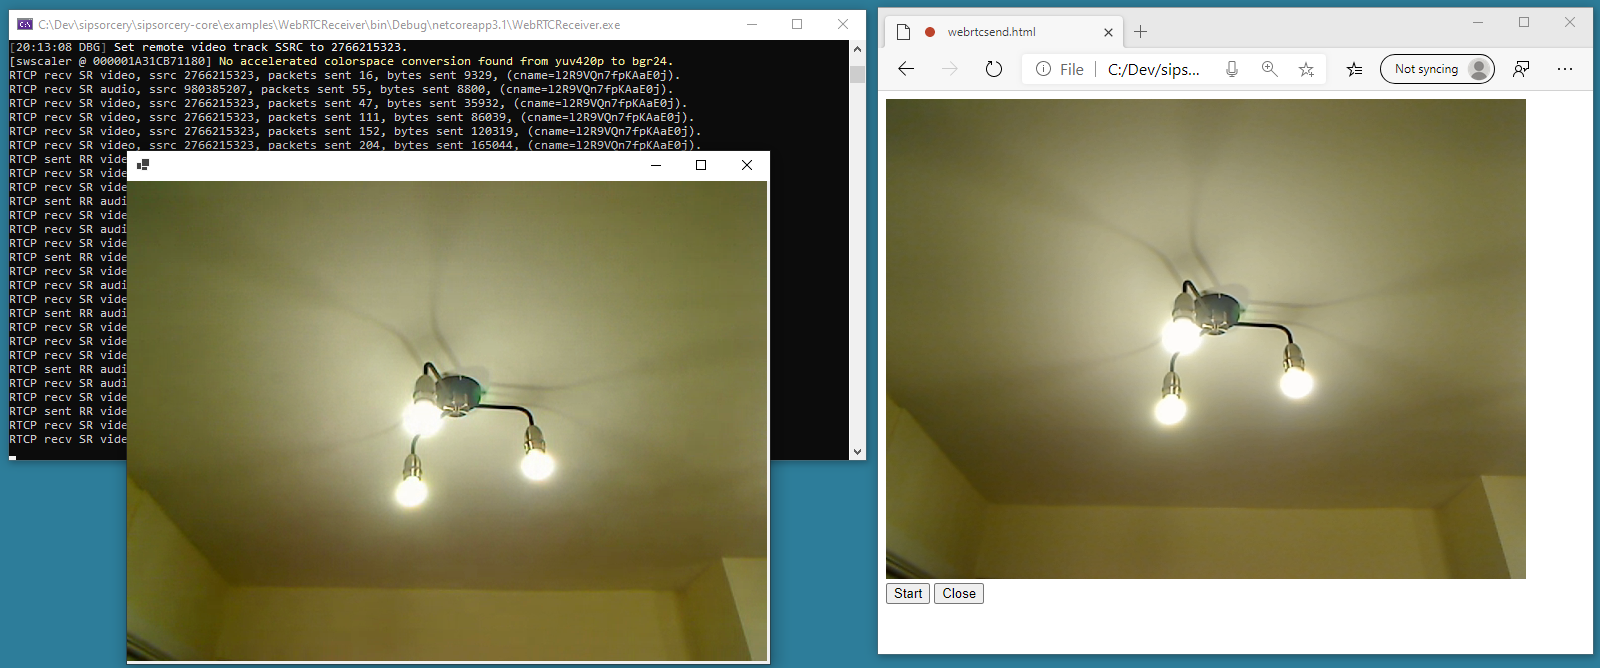 C:\Dev\sipsorcery\sipsorcery-core\examples\WebRTCReceiver\bin\Debug\netcoreapp3.1\WebRTCReceiver.exe
[20:13:08 DBG] Set remote video track SSRC to 2766215323.
[swscaler @ 000001A31CB71180] No accelerated colorspace conversion found from yuv420p to bgr24.
RTCP recv SR video, ssrc 2766215323, packets sent 16, bytes sent 9329, (cname=l2R9VQn7fpKAaE0j).
RTCP recv SR audio, ssrc 980385207, packets sent 55, bytes sent 8800, (cname=l2R9VQn7fpKAaE0j).
RTCP recv SR video, ssrc 2766215323, packets sent 47, bytes sent 35932, (cname=l2R9VQn7fpKAaE0j).
RTCP recv SR video, ssrc 2766215323, packets sent 111, bytes sent 86039, (cname=l2R9VQn7fpKAaE0j).
RTCP recv SR video, ssrc 2766215323, packets sent 152, bytes sent 120319, (cname=l2R9VQn7fpKAaE0j).
RTCP recv SR video, ssrc 2766215323, packets sent 204, bytes sent 165044, (cname=l2R9VQn7fpKAaE0j).
RTCP sent RR vide
RTCP recv SR vide
RTCP recv SR vide
RTCP sent RR audi
RTCP recv SR vide
RTCP recv SR audi
RTCP recv SR vide
RTCP sent RR vide
RTCP recv SR vide
RTCP recv SR audi
RTCP recv SR vide
RTCP sent RR audi
RTCP recv SR vide
RTCP recv SR vide
RTCP recv SR vide
RTCP sent RR audi
RTCP recv SR audi
RTCP recv SR vide
RTCP sent RR vide
RTCP recv SR vide
RTCP recv SR vide
webrtcsend.html
File
C:/Dev/sips...
Not syncing
Start
Close